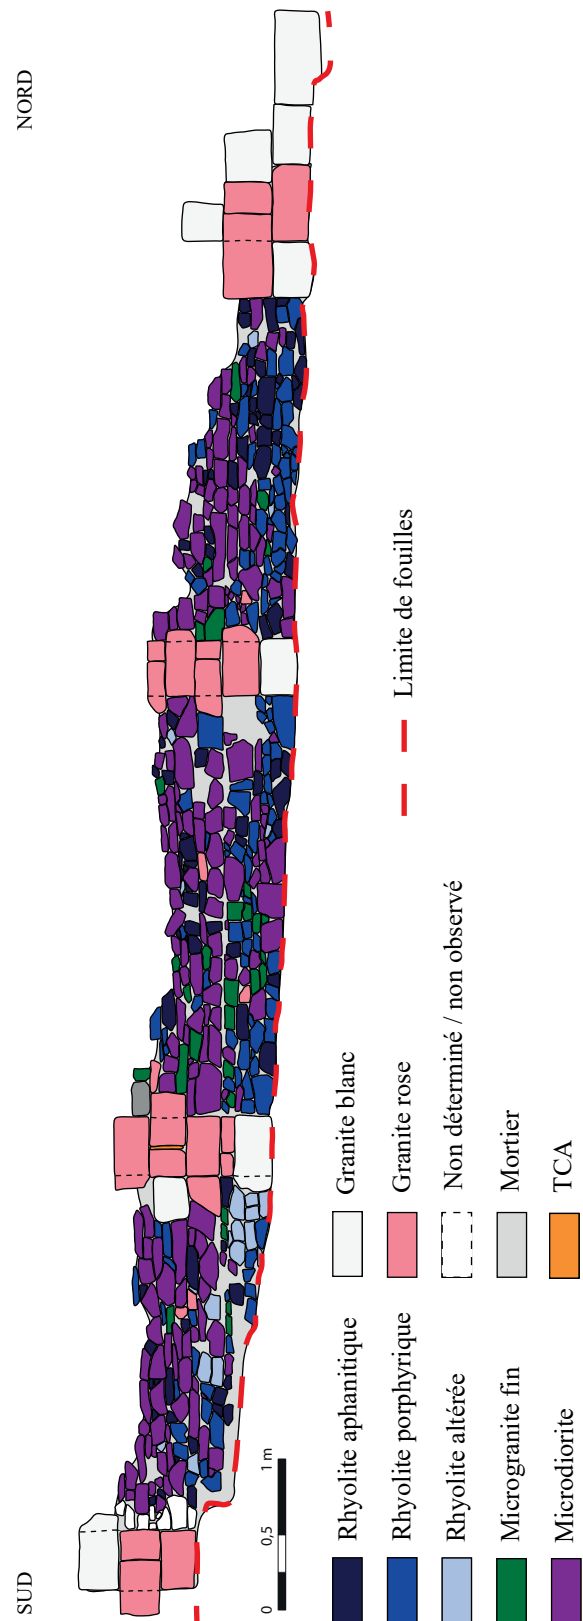 SUD
NORD
0 0,5 1 m
Rhyolite aphanitique
Rhyolite porphyrique
Rhyolite altérée
Microgranite fin
Microdiorite
Granite blanc
Granite rose
Non déterminé / non observé
Mortier
TCA
Limite de fouilles